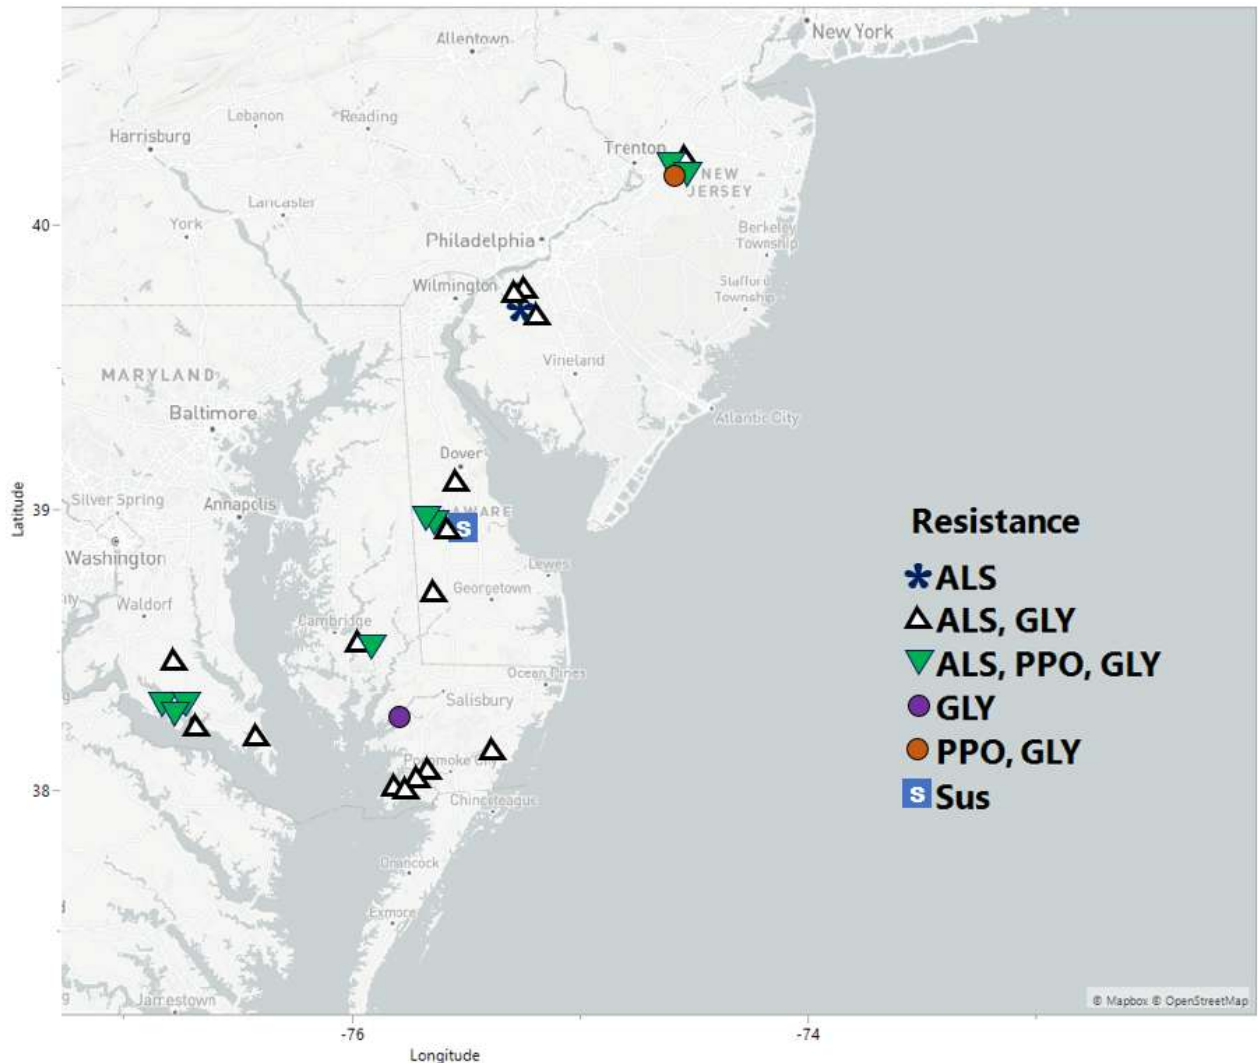 New York
Allentown
Lebanon
Reading
Harrisburg
Trenton
NEW
JERSEY
Lancaster
York
40
Philadelphia
Berkeley
Township
Wilmington
Stafford
Township
Vineland
MARYLAND
Baltimore
Atlantic City
Dover
Silver Spring
Annapolis
39
AWARE
S
Latitude
Washington
Lewes
Waldorf
Georgetown
Cambridge
Ocean Pines
Salisbury
38
Chincoteague
Onancock
Exmore
Jamestown
Resistance
ALS
ALS, GLY
ALS, PPO, GLY
GLY
PPO, GLY
S Sus
© Mapbox © OpenStreetMap
-76
-74
Longitude